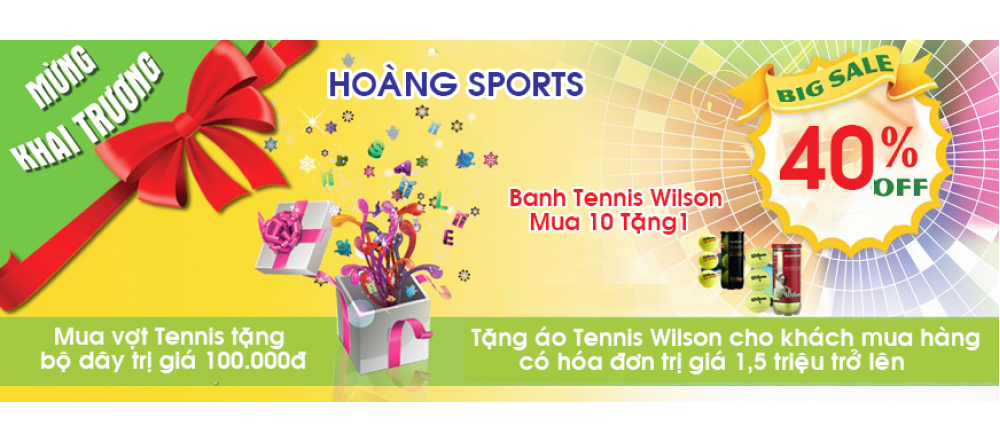 MỪNG
KHAI TRƯƠNG
HOÀNG SPORTS
BIG SALE
40%
OFF
Banh Tennis Wilson
Mua 10 Tặng1
Mua vợt Tennis tặng
bộ dây trị giá 100.000đ
Tặng áo Tennis Wilson cho khách mua hàng
có hóa đơn trị giá 1,5 triệu trở lên